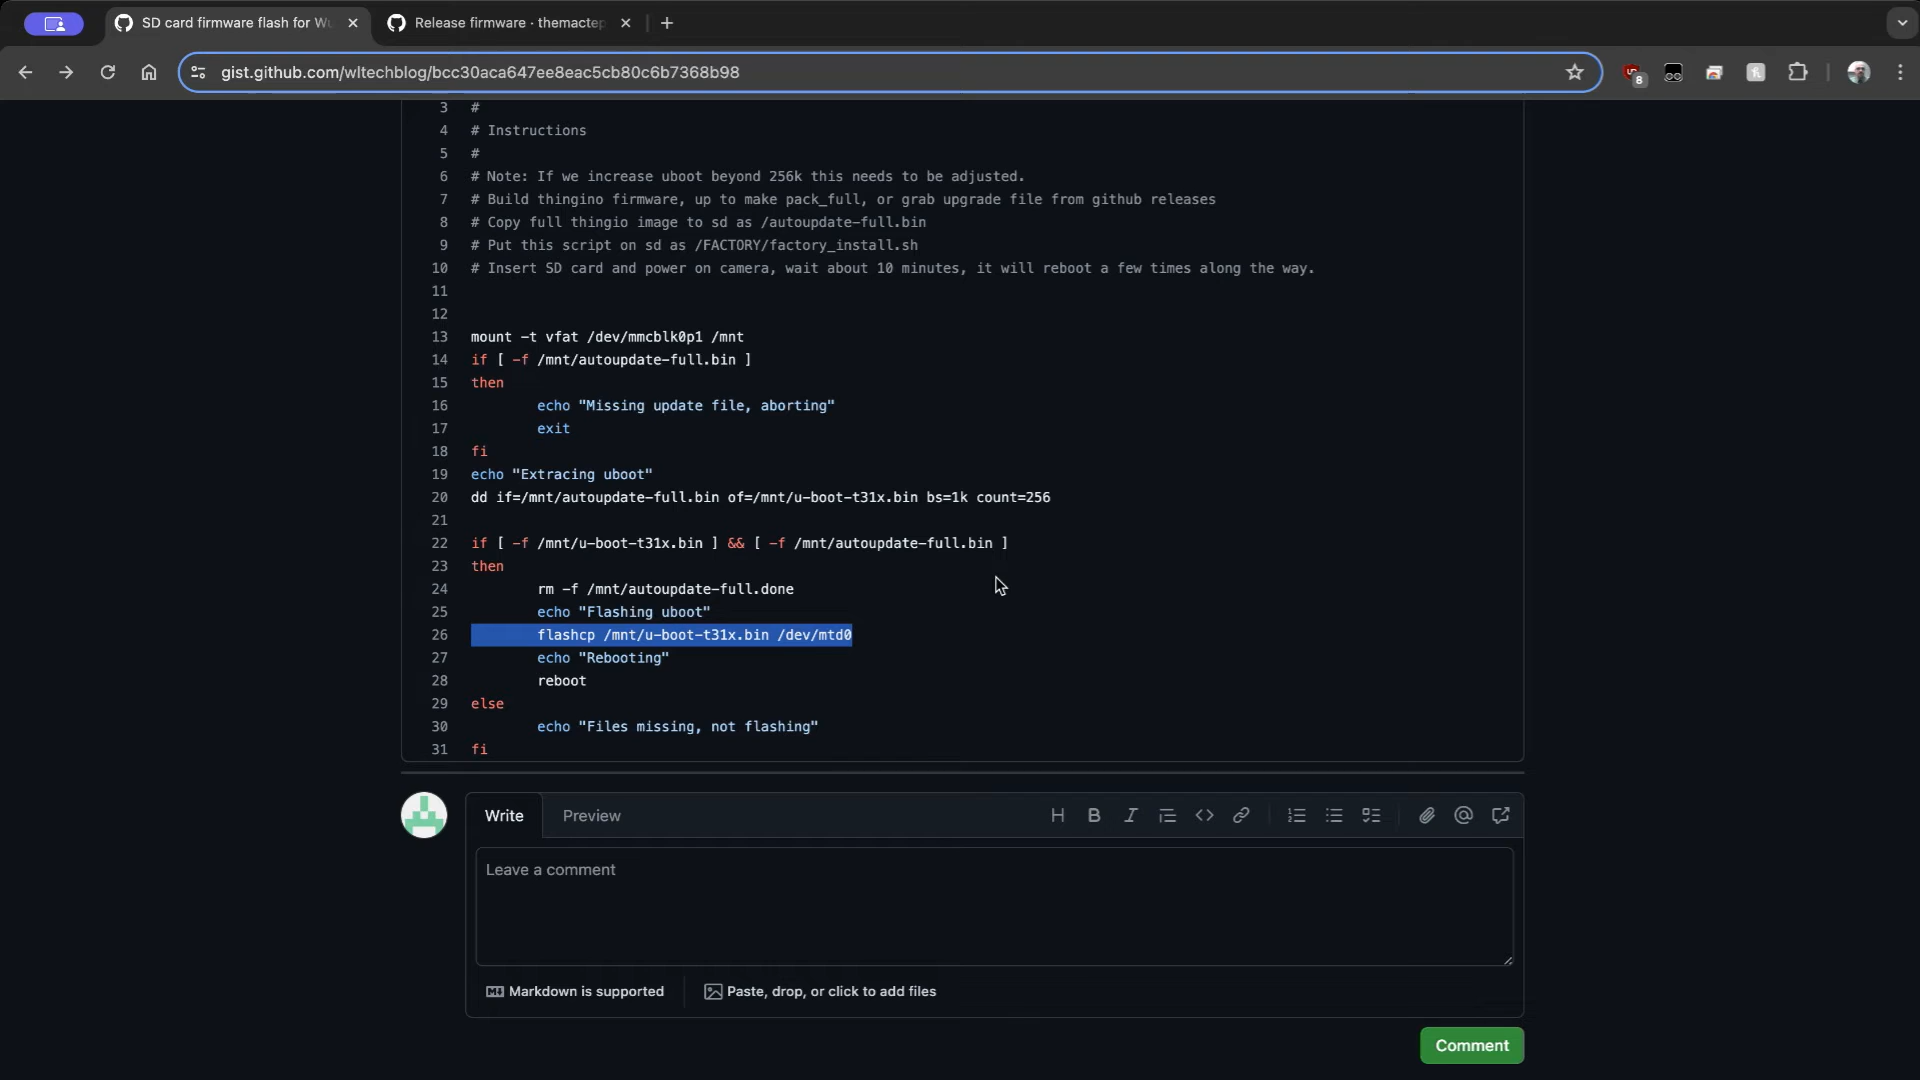 SD card firmware flash for Wu
Release firmware · themactep
gist.github.com/wltechblog/bcc30aca647ee8eac5cb80c6b7368b98
8
3 #
4 # Instructions
5 #
6 # Note: If we increase uboot beyond 256k this needs to be adjusted.
7 # Build thingino firmware, up to make pack_full, or grab upgrade file from github releases
8 # Copy full thingio image to sd as /autoupdate-full.bin
9 # Put this script on sd as /FACTORY/factory_install.sh
10 # Insert SD card and power on camera, wait about 10 minutes, it will reboot a few times along the way.
11
12
13 mount -t vfat /dev/mmcblk0p1 /mnt
14 if [ -f /mnt/autoupdate-full.bin ]
15 then
16 echo "Missing update file, aborting"
17 exit
18 fi
19 echo "Extracing uboot"
20 dd if=/mnt/autoupdate-full.bin of=/mnt/u-boot-t31x.bin bs=1k count=256
21
22 if [ -f /mnt/u-boot-t31x.bin ] && [ -f /mnt/autoupdate-full.bin ]
23 then
24 rm -f /mnt/autoupdate-full.done
25 echo "Flashing uboot"
26 flashcp /mnt/u-boot-t31x.bin /dev/mtd0
27 echo "Rebooting"
28 reboot
29 else
30 echo "Files missing, not flashing"
31 fi
Write Preview
Leave a comment
Markdown is supported Paste, drop, or click to add files
Comment